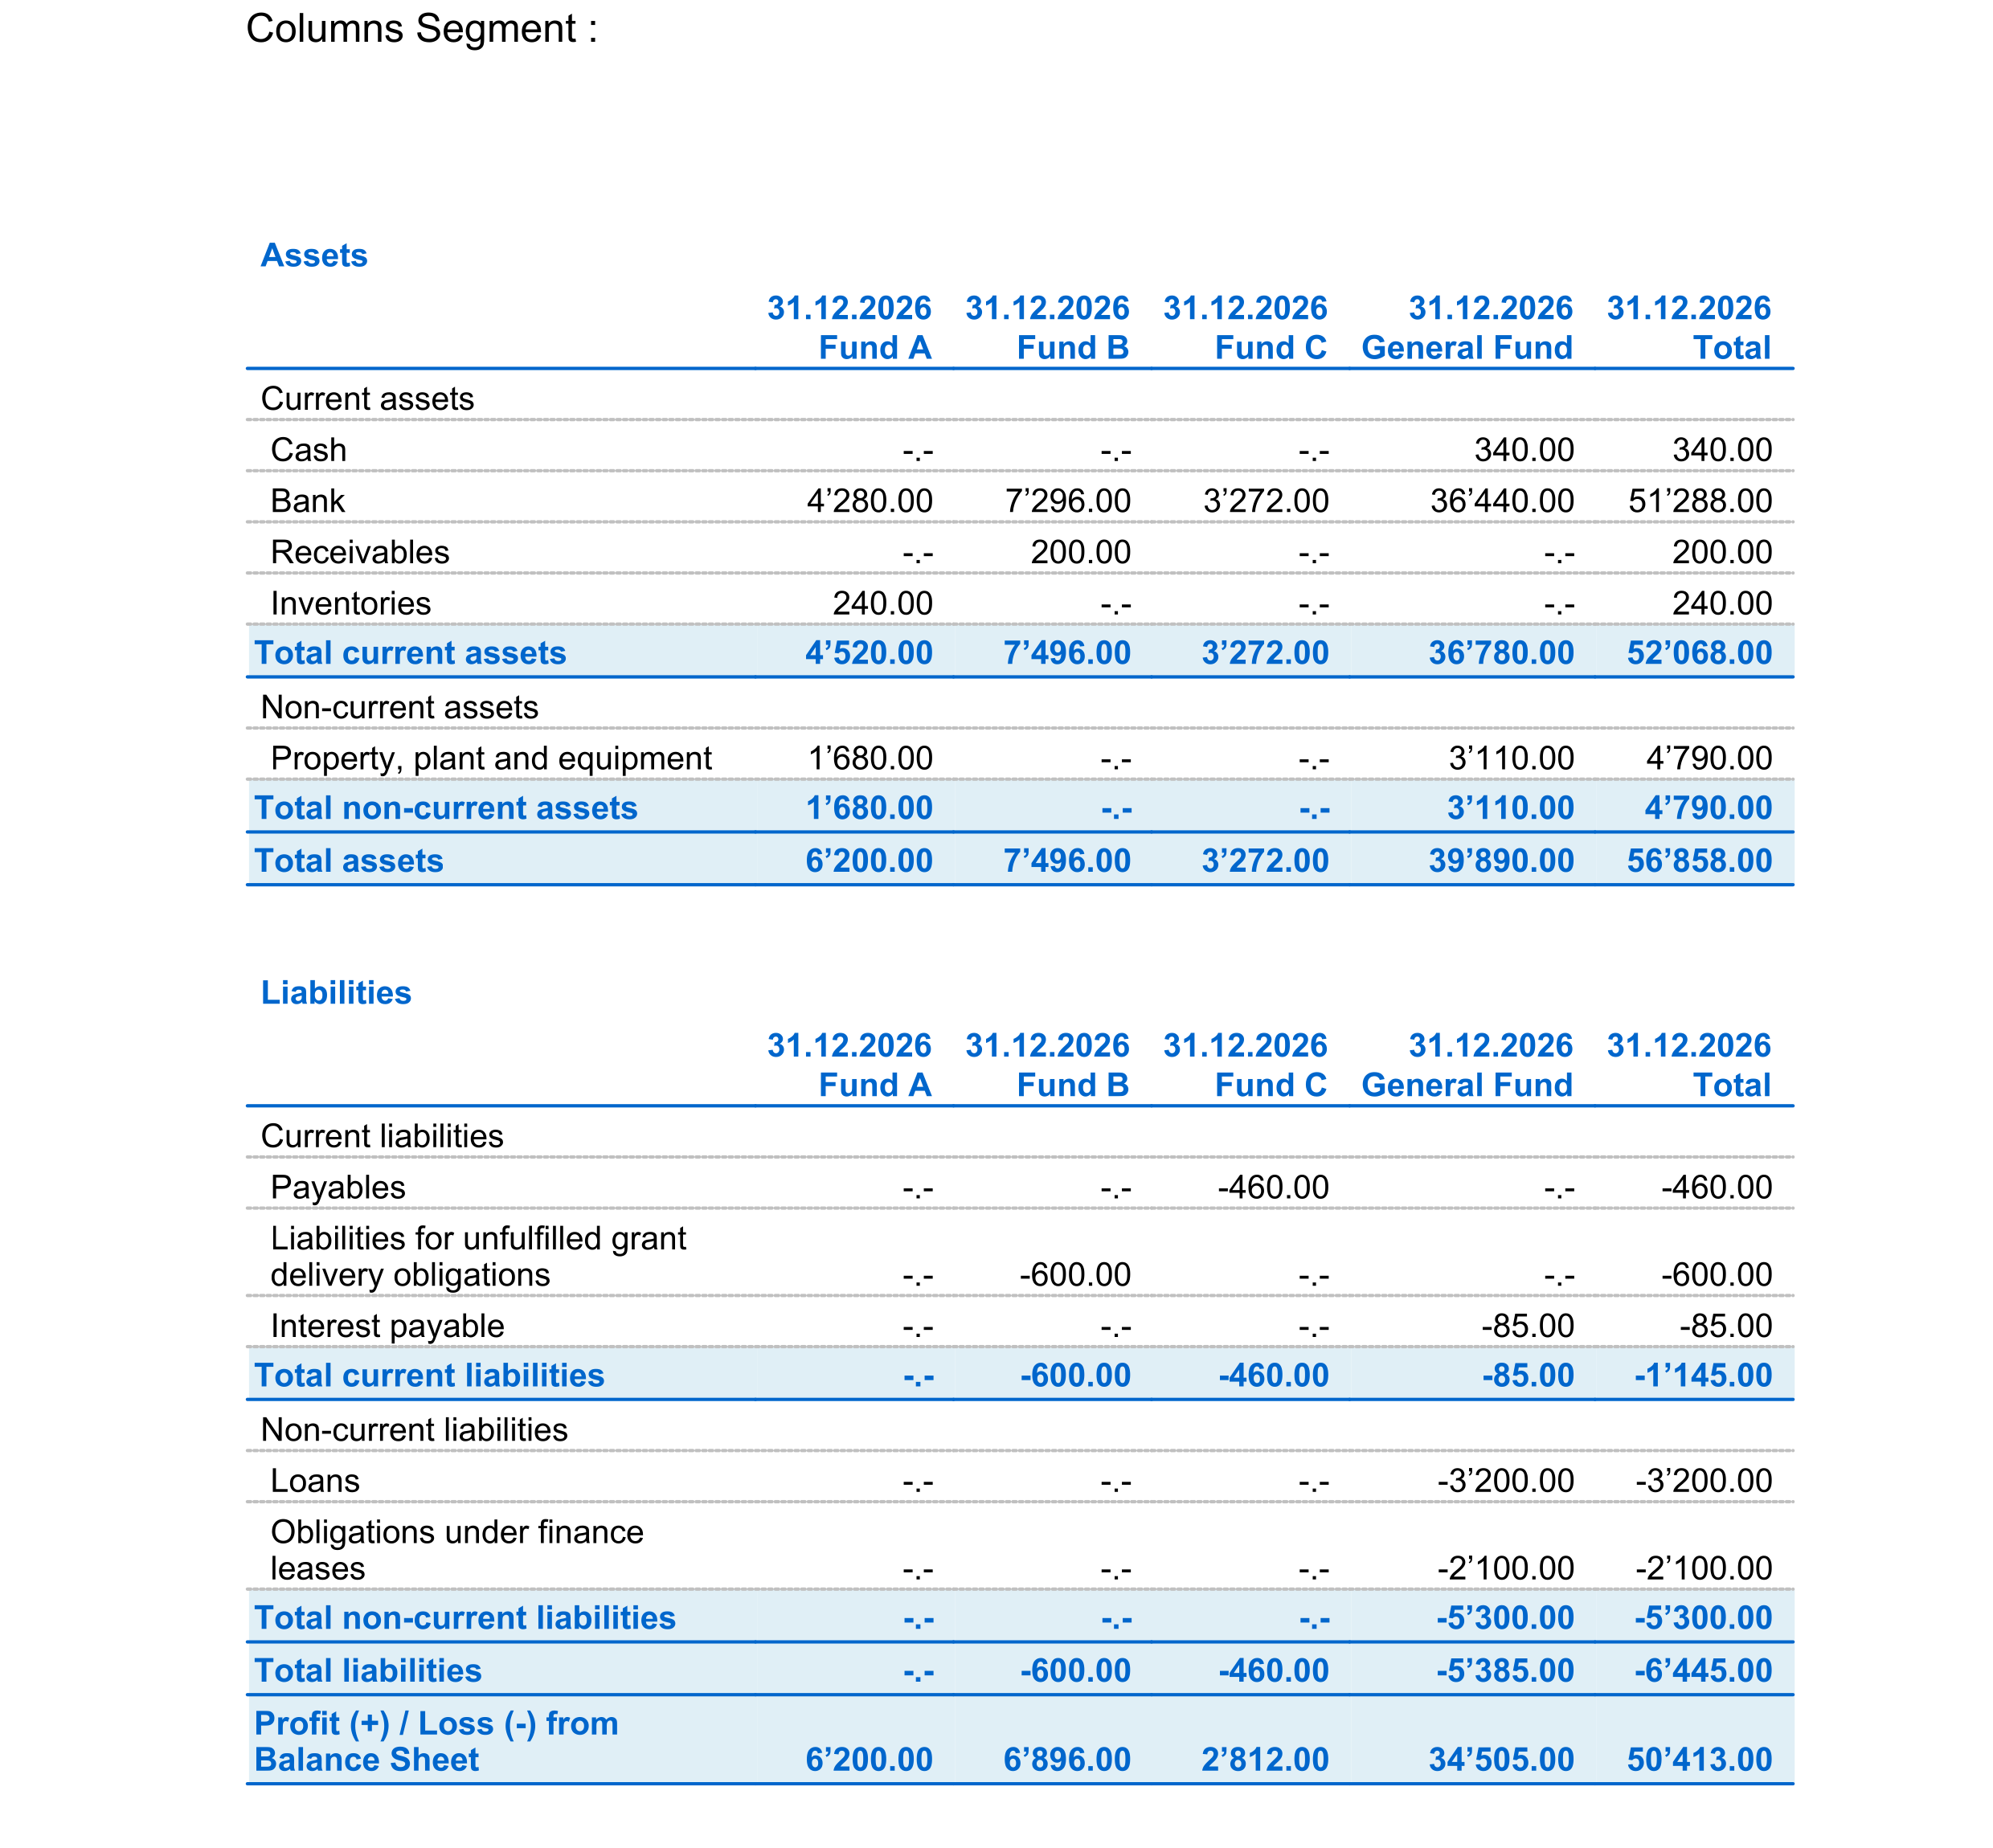 Columns Segment :
Assets
31.12.2026 31.12.2026 31.12.2026 31.12.2026 31.12.2026
Fund A Fund B Fund C General Fund Total
Current assets
Cash -.- -.- -.- 340.00 340.00
Bank 4’280.00 7’296.00 3’272.00 36’440.00 51’288.00
Receivables -.- 200.00 -.- -.- 200.00
Inventories 240.00 -.- -.- -.- 240.00
Total current assets 4’520.00 7’496.00 3’272.00 36’780.00 52’068.00
Non-current assets
Property, plant and equipment 1’680.00 -.- -.- 3’110.00 4’790.00
Total non-current assets 1’680.00 -.- -.- 3’110.00 4’790.00
Total assets 6’200.00 7’496.00 3’272.00 39’890.00 56’858.00
Liabilities
31.12.2026 31.12.2026 31.12.2026 31.12.2026 31.12.2026
Fund A Fund B Fund C General Fund Total
Current liabilities
Payables -.- -.- -460.00 -.- -460.00
Liabilities for unfulfilled grant
delivery obligations -.- -600.00 -.- -.- -600.00
Interest payable -.- -.- -.- -85.00 -85.00
Total current liabilities -.- -600.00 -460.00 -85.00 -1’145.00
Non-current liabilities
Loans -.- -.- -.- -3’200.00 -3’200.00
Obligations under finance
leases -.- -.- -.- -2’100.00 -2’100.00
Total non-current liabilities -.- -.- -.- -5’300.00 -5’300.00
Total liabilities -.- -600.00 -460.00 -5’385.00 -6’445.00
Profit (+) / Loss (-) from
Balance Sheet 6’200.00 6’896.00 2’812.00 34’505.00 50’413.00